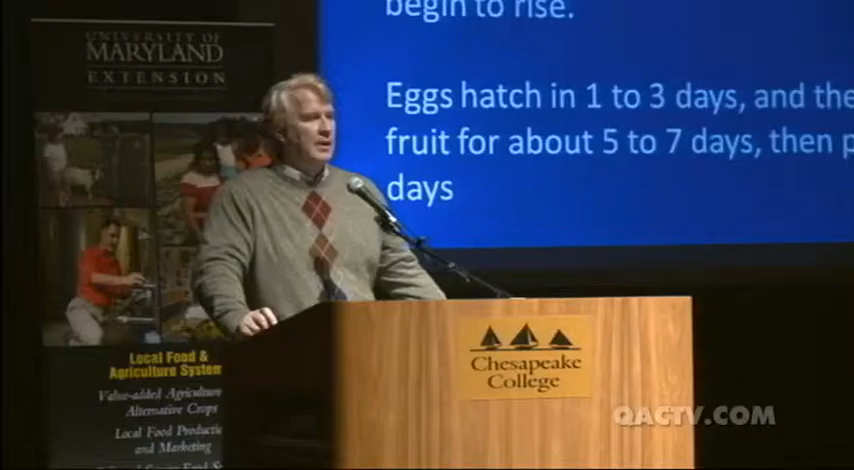 begin to rise.
Eggs hatch in 1 to 3 days, and the
fruit for about 5 to 7 days, then p
days
UNIVERSITY OF
MARYLAND
EXTENSION
Local Food &
Agriculture System
Value-added Agriculture
Alternative Crops
Local Food Productio
and Marketing
Chesapeake
College
QACTV.COM